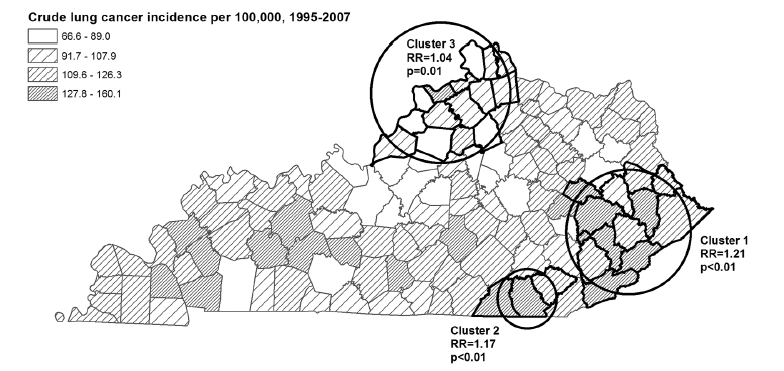 Crude lung cancer incidence per 100,000, 1995-2007
66.6 - 89.0
91.7 - 107.9
109.6 - 126.3
127.8 - 160.1
Cluster 3
RR=1.04
p=0.01
Cluster 1
RR=1.21
p<0.01
Cluster 2
RR=1.17
p<0.01